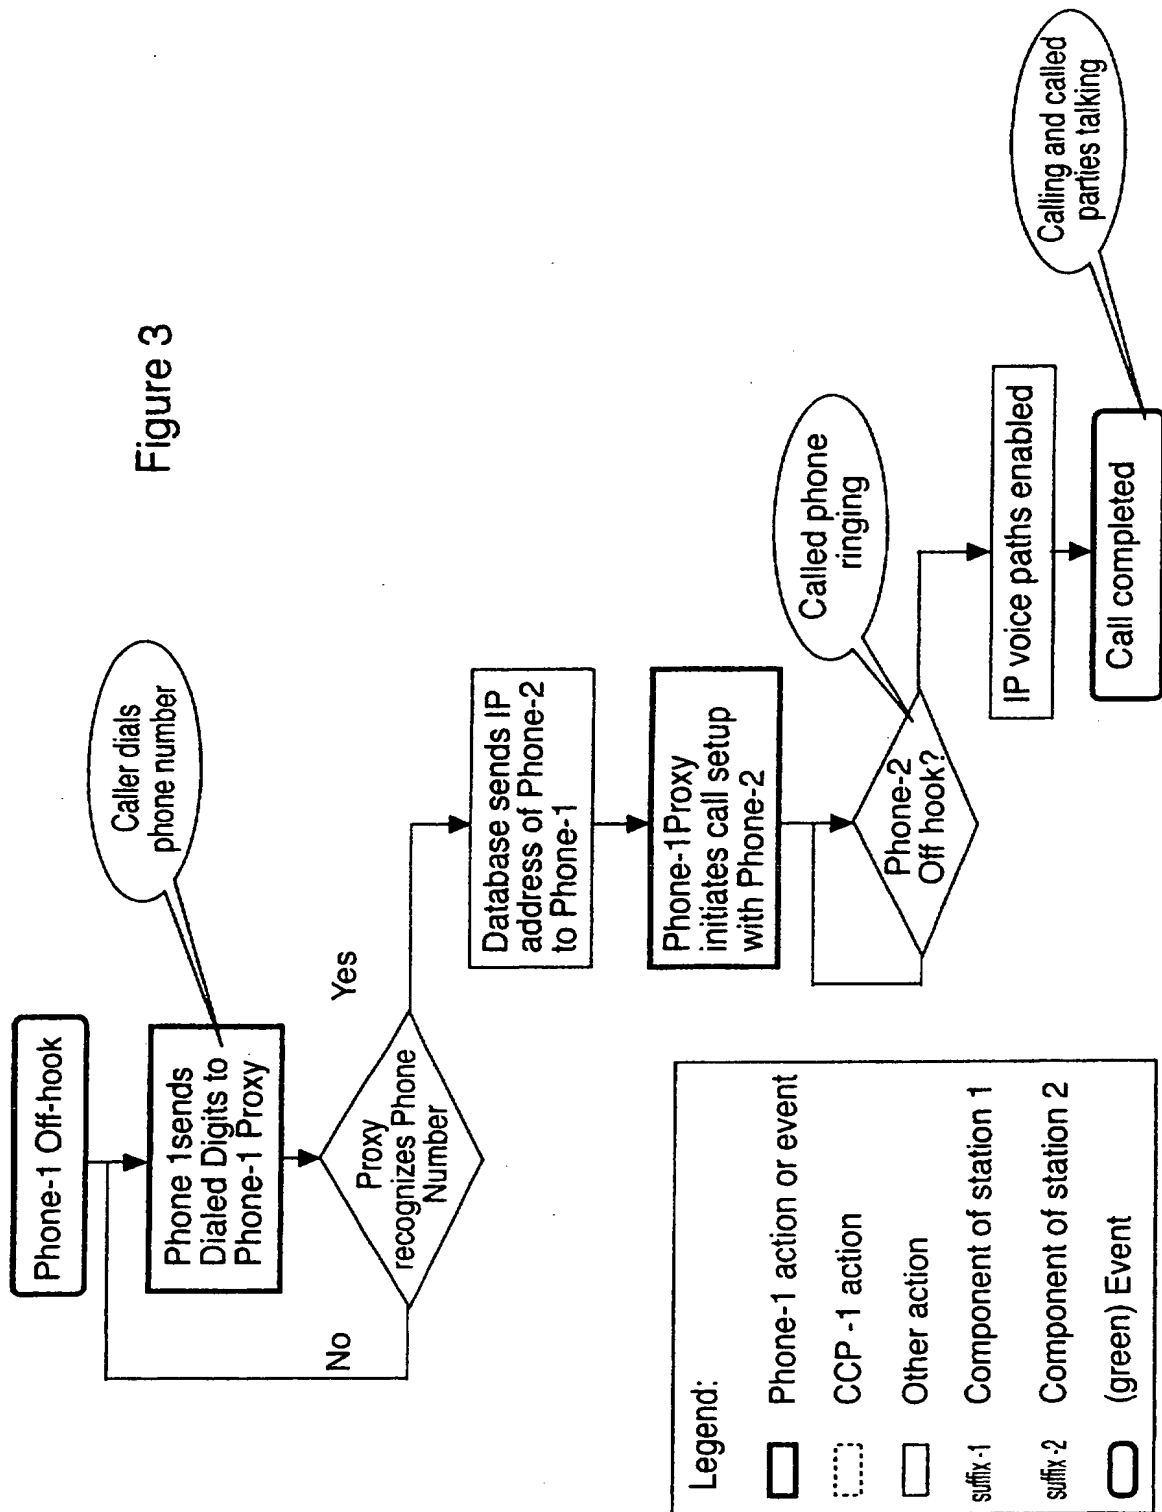 Figure 3
Phone-1 Off-hook
Caller dials
phone number
Phone 1sends
Dialed Digits to
Phone-1 Proxy
Proxy
recognizes Phone
Number
No
Yes
Database sends IP
address of Phone-2
to Phone-1
Phone-1Proxy
initiates call setup
with Phone-2
Called phone
ringing
Phone-2
Off hook?
IP voice paths enabled
Call completed
Calling and called
parties talking
Legend:
Phone-1 action or event
CCP -1 action
Other action
suffix-1 Component of station 1
suffix-2 Component of station 2
(green) Event